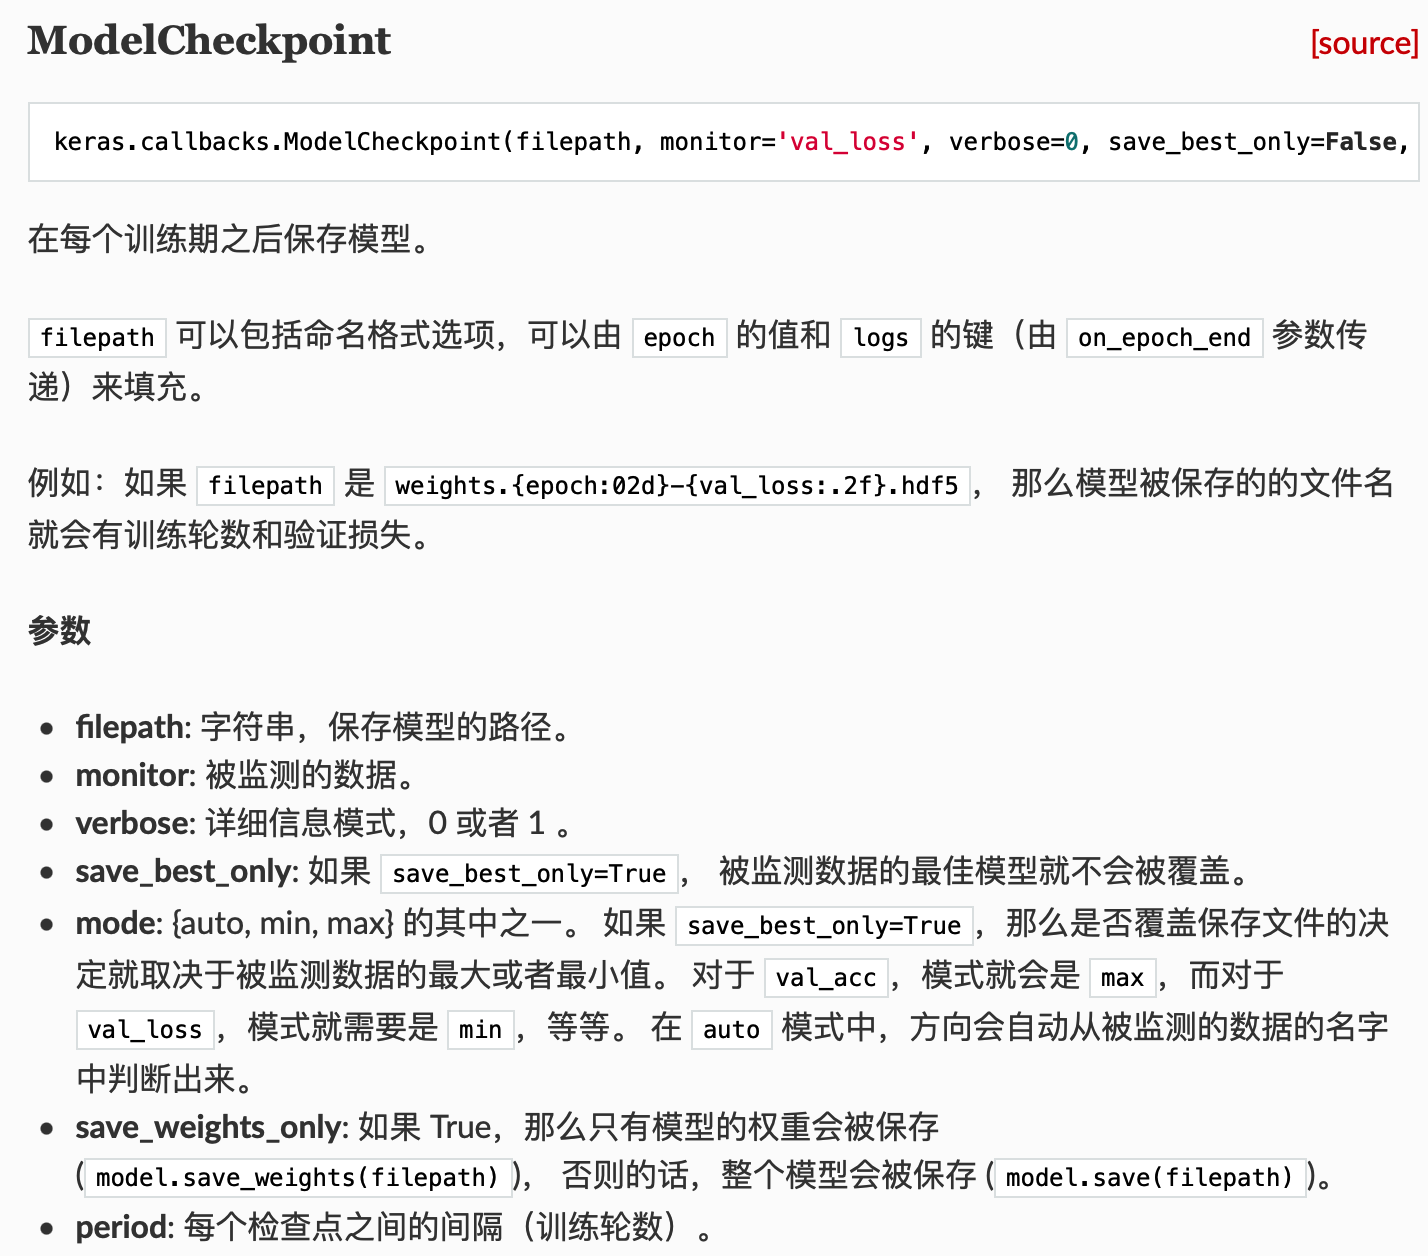 ModelCheckpoint
[source]
keras.callbacks.ModelCheckpoint(filepath, monitor='val_loss', verbose=0, save_best_only=False,
在每个训练期之后保存模型。
filepath 可以包括命名格式选项，可以由 epoch 的值和 logs 的键（由 on_epoch_end 参数传
递）来填充。
例如：如果 filepath 是 weights.{epoch:02d}-{val_loss:.2f}.hdf5， 那么模型被保存的的文件名
就会有训练轮数和验证损失。
参数
• filepath: 字符串，保存模型的路径。
• monitor: 被监测的数据。
• verbose: 详细信息模式，0 或者 1 。
• save_best_only: 如果 save_best_only=True， 被监测数据的最佳模型就不会被覆盖。
• mode: {auto, min, max} 的其中之一。 如果 save_best_only=True，那么是否覆盖保存文件的决
定就取决于被监测数据的最大或者最小值。 对于 val_acc，模式就会是 max，而对于
val_loss，模式就需要是 min，等等。 在 auto 模式中，方向会自动从被监测的数据的名字
中判断出来。
• save_weights_only: 如果 True，那么只有模型的权重会被保存
(model.save_weights(filepath))， 否则的话，整个模型会被保存 (model.save(filepath))。
• period: 每个检查点之间的间隔（训练轮数）。